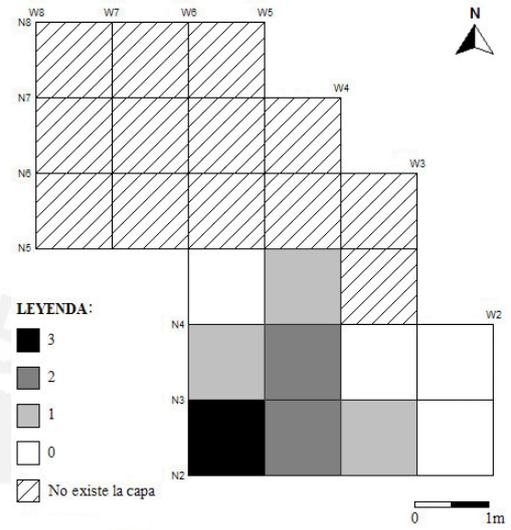 W8 W7 W6 W5
N8
N
N7
W4
N6
W3
N5
LEYENDA:
3
N4
W2
2
1
N3
0
N2
No existe la capa
0 1m